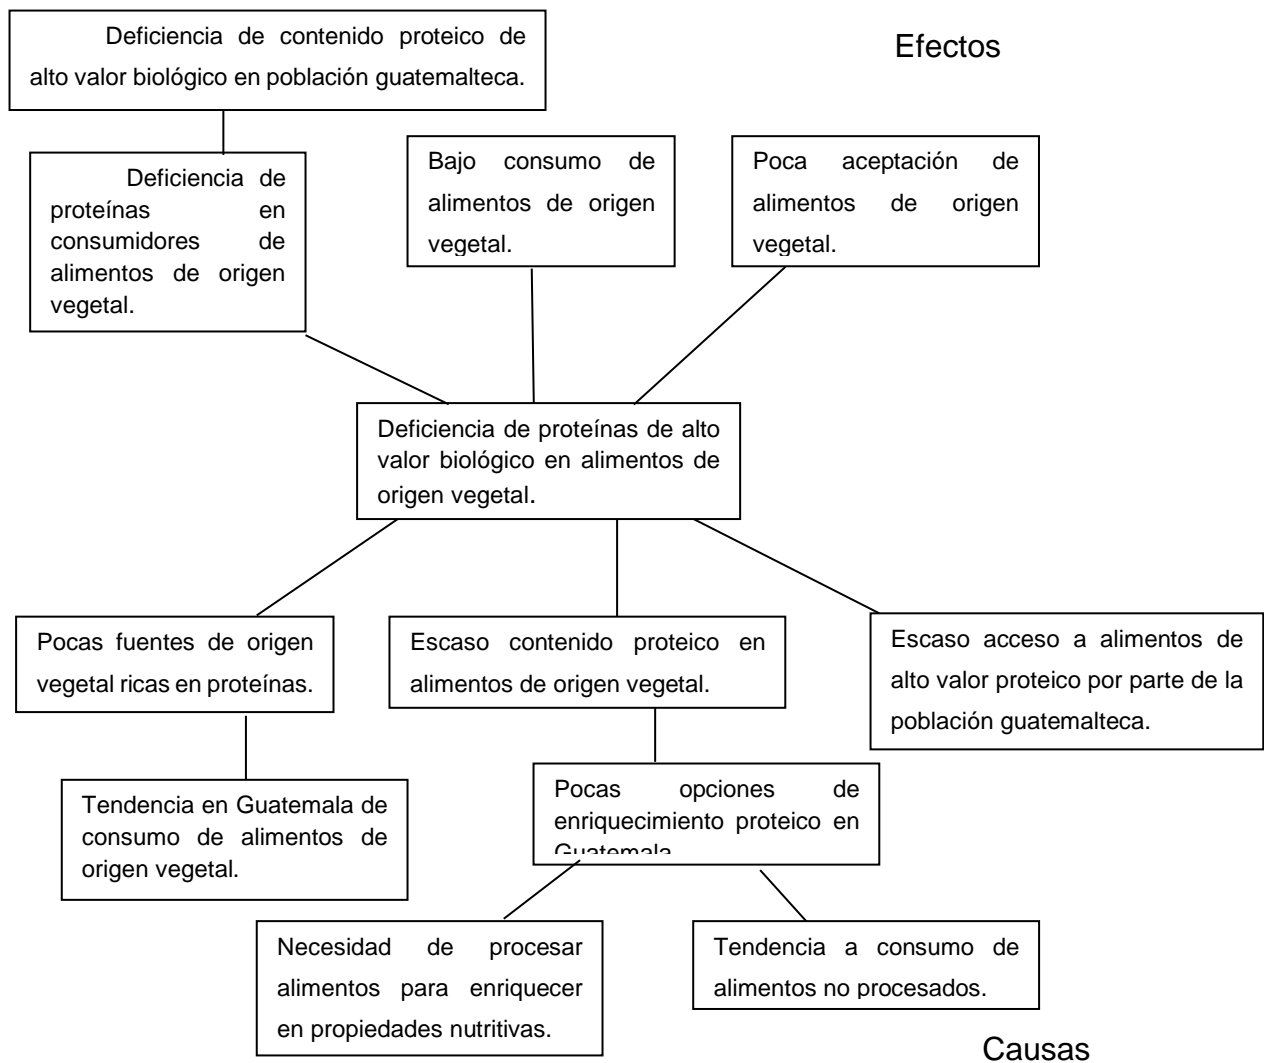 Deficiencia de contenido proteico de
alto valor biológico en población guatemalteca.
Efectos
Deficiencia de
proteínas en
consumidores de
alimentos de origen
vegetal.
Bajo consumo de
alimentos de origen
vegetal.
Poca aceptación de
alimentos de origen
vegetal.
Deficiencia de proteínas de alto
valor biológico en alimentos de
origen vegetal.
Pocas fuentes de origen
vegetal ricas en proteínas.
Escaso contenido proteico en
alimentos de origen vegetal.
Escaso acceso a alimentos de
alto valor proteico por parte de la
población guatemalteca.
Tendencia en Guatemala de
consumo de alimentos de
origen vegetal.
Pocas opciones de
enriquecimiento proteico en
Guatemala
Necesidad de procesar
alimentos para enriquecer
en propiedades nutritivas.
Tendencia a consumo de
alimentos no procesados.
Causas